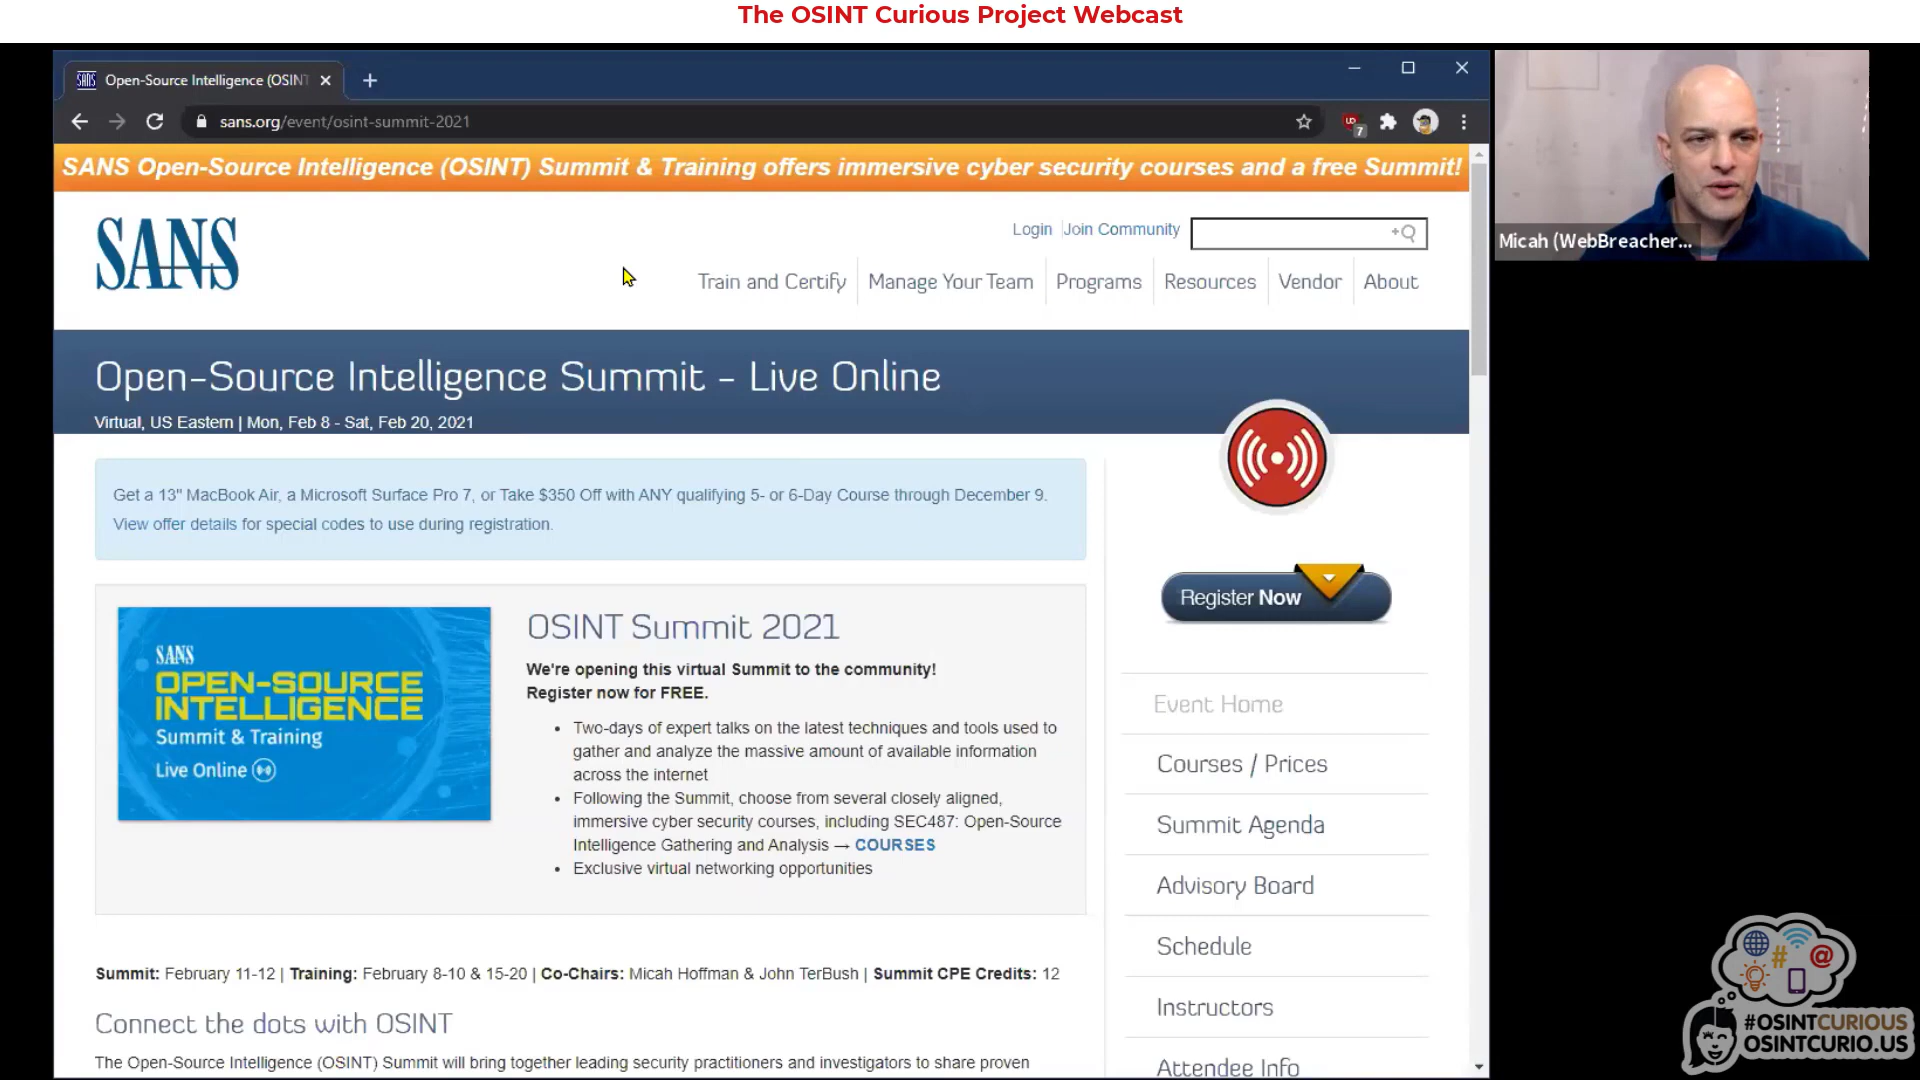 The OSINT Curious Project Webcast
Open-Source Intelligence (OSIN
sans.org/event/osint-summit-2021
7
SANS Open-Source Intelligence (OSINT) Summit & Training offers immersive cyber security courses and a free Summit!
SANS
Login Join Community
Train and Certify Manage Your Team Programs Resources Vendor About
Micah (WebBreacher...
Open-Source Intelligence Summit - Live Online
Virtual, US Eastern | Mon, Feb 8 - Sat, Feb 20, 2021
Get a 13" MacBook Air, a Microsoft Surface Pro 7, or Take $350 Off with ANY qualifying 5- or 6-Day Course through December 9.
View offer details for special codes to use during registration.
SANS
OPEN-SOURCE
INTELLIGENCE
Summit & Training
Live Online
OSINT Summit 2021
We're opening this virtual Summit to the community!
Register now for FREE.
• Two-days of expert talks on the latest techniques and tools used to
gather and analyze the massive amount of available information
across the internet
• Following the Summit, choose from several closely aligned,
immersive cyber security courses, including SEC487: Open-Source
Intelligence Gathering and Analysis → COURSES
• Exclusive virtual networking opportunities
Summit: February 11-12 | Training: February 8-10 & 15-20 | Co-Chairs: Micah Hoffman & John TerBush | Summit CPE Credits: 12
Connect the dots with OSINT
The Open-Source Intelligence (OSINT) Summit will bring together leading security practitioners and investigators to share proven
Register Now
Event Home
Courses / Prices
Summit Agenda
Advisory Board
Schedule
Instructors
Attendee Info
#OSINTCURIOUS
OSINTCURIO.US